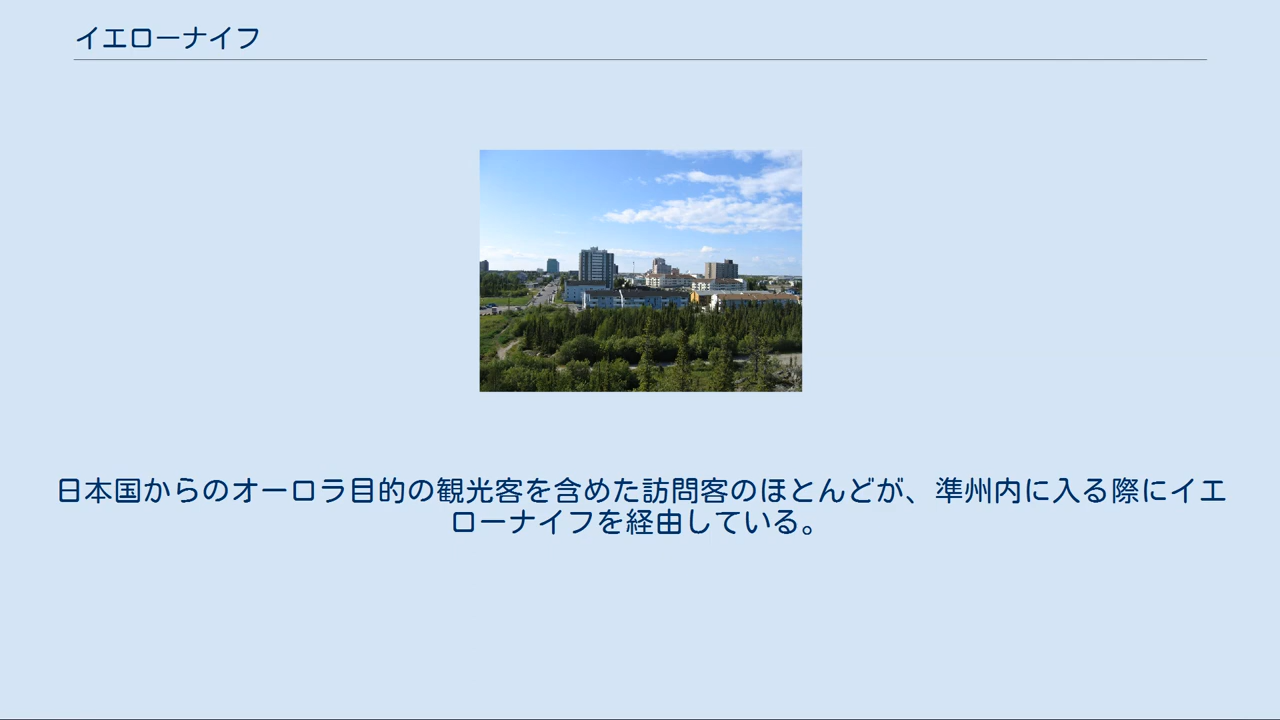 イエローナイフ
日本国からのオーロラ目的の観光客を含めた訪問客のほとんどが、準州内に入る際にイエ
ローナイフを経由している。